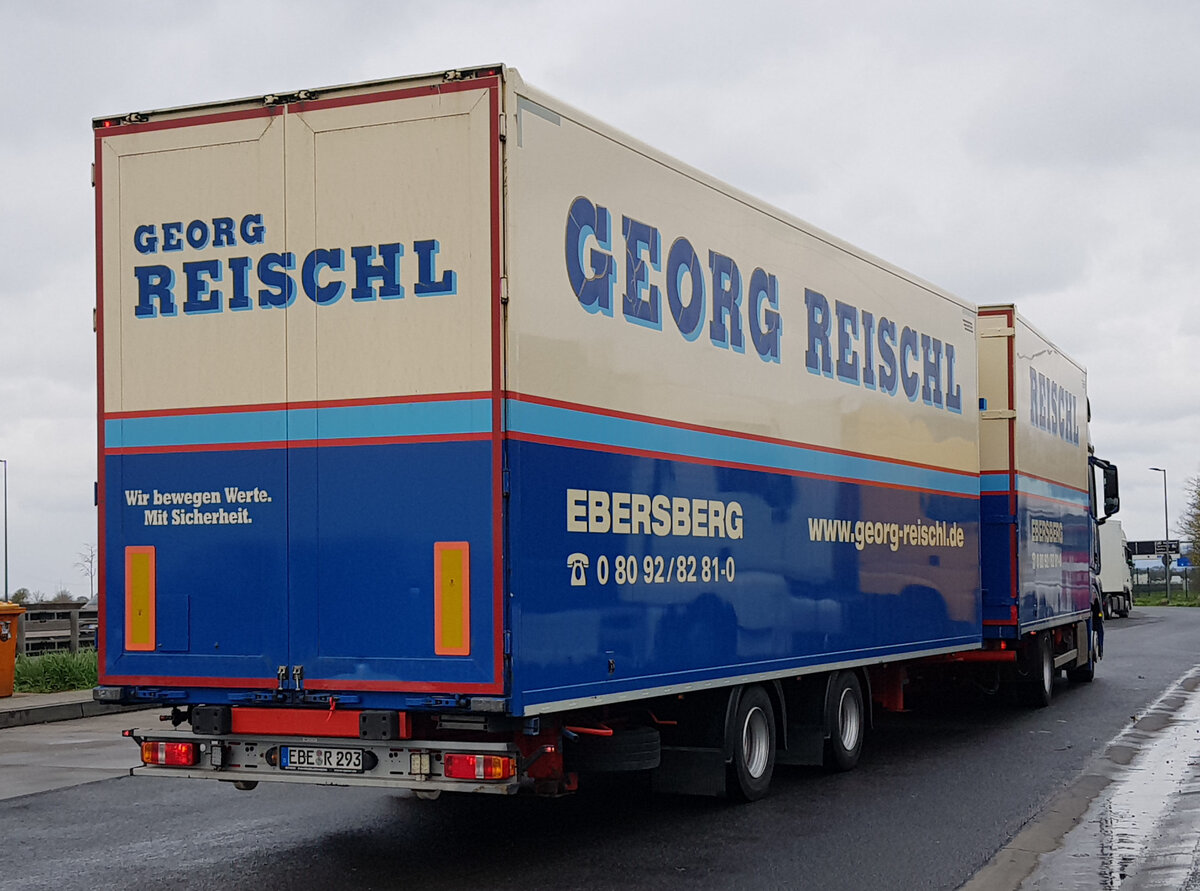 GEORG
REISCHL
Wir bewegen Werte.
Mit Sicherheit.
EBE R 293
GEORG REISCHL
EBERSBERG
0 80 92/82 81-0
www.georg-reischl.de
REISCHL
EBERSBERG